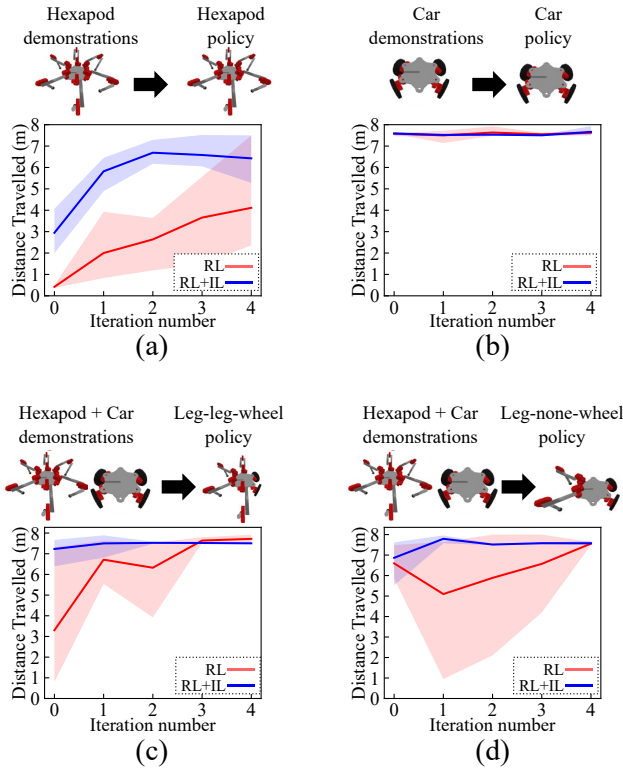 Hexapod
demonstrations
Hexapod
policy
Distance Travelled (m)
8
7
6
5
4
3
2
1
0
RL
RL+IL
0 1 2 3 4
Iteration number
(a)
Car
demonstrations
Car
policy
Distance Travelled (m)
8
7
6
5
4
3
2
1
0
RL
RL+IL
0 1 2 3 4
Iteration number
(b)
Hexapod + Car
demonstrations
Leg-leg-wheel
policy
Distance Travelled (m)
8
7
6
5
4
3
2
1
0
RL
RL+IL
0 1 2 3 4
Iteration number
(c)
Hexapod + Car
demonstrations
Leg-none-wheel
policy
Distance Travelled (m)
8
7
6
5
4
3
2
1
0
RL
RL+IL
0 1 2 3 4
Iteration number
(d)